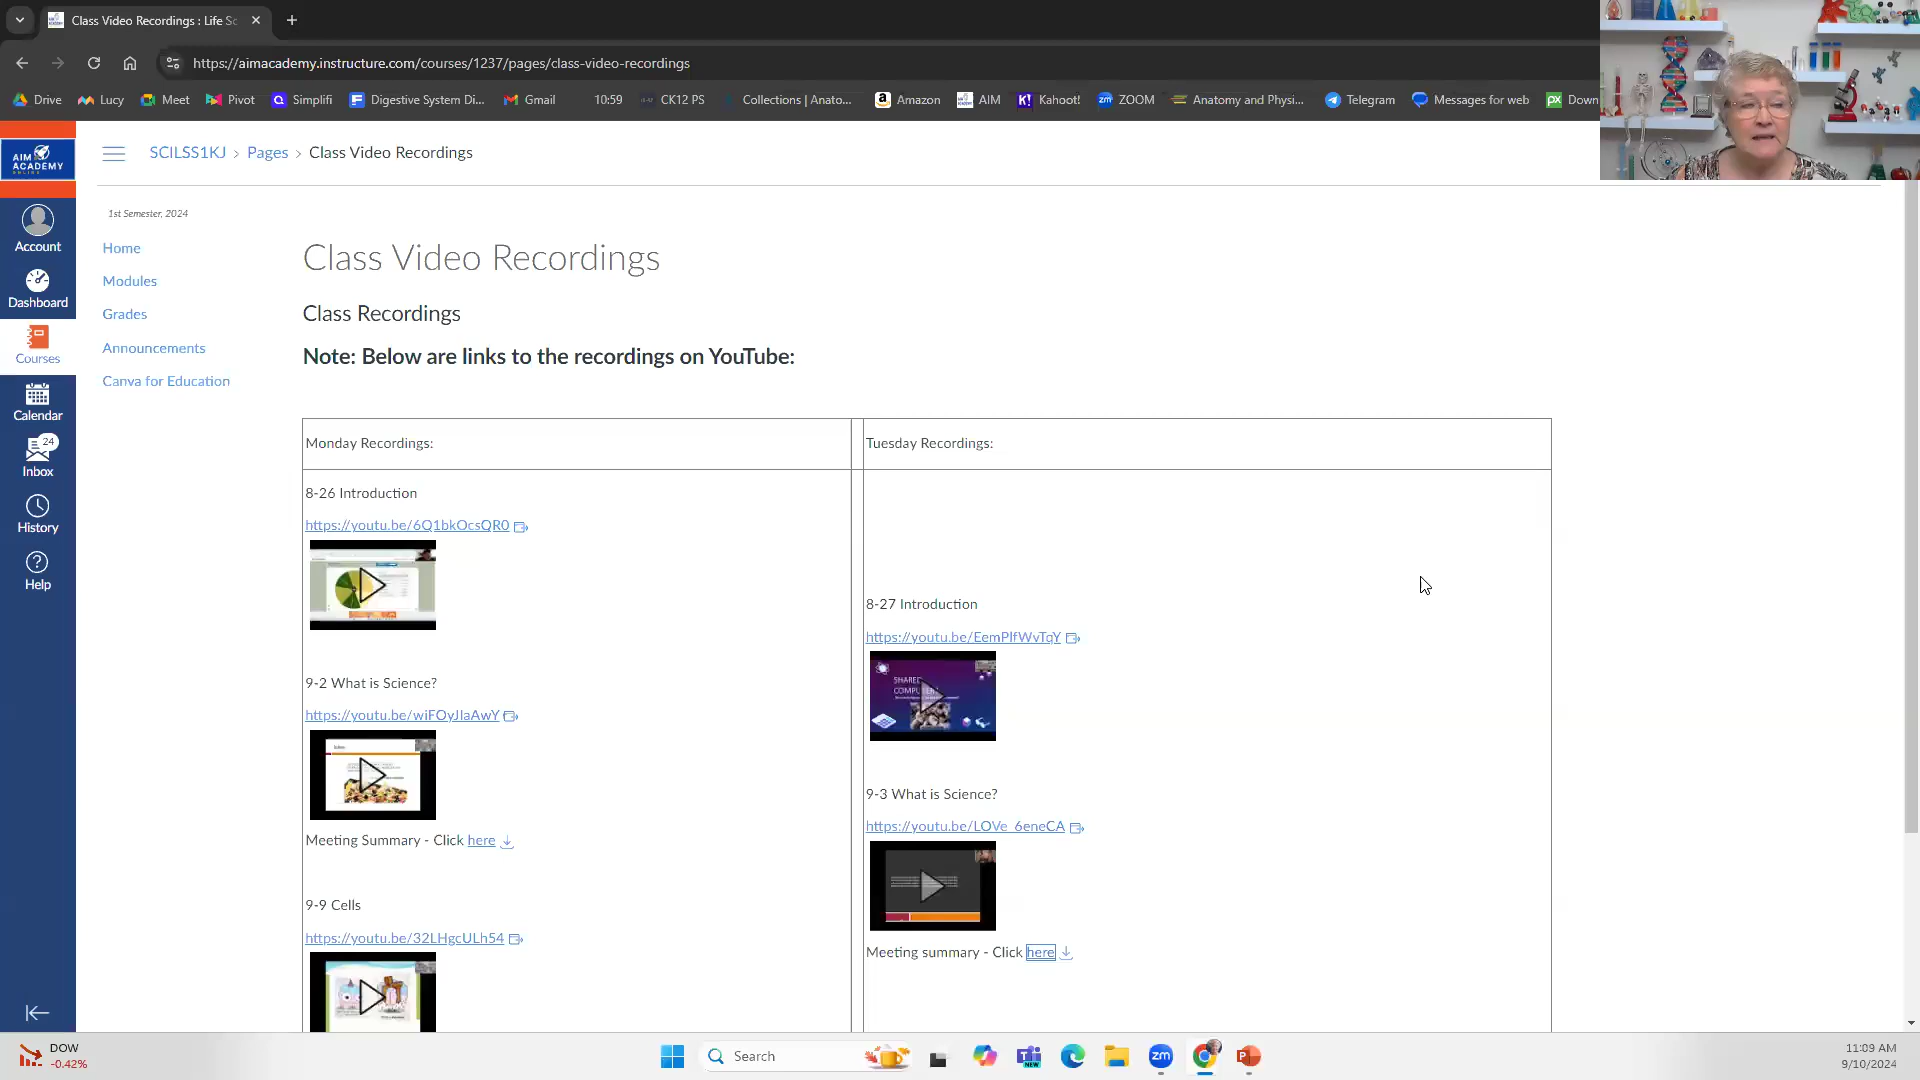 Class Video Recordings : Life Sc
https://aimacademy.instructure.com/courses/1237/pages/class-video-recordings
Drive
Lucy
Meet
Pivot
Simplifi
Digestive System Di...
Gmail
10:59
CK12 PS
Collections | Anato...
Amazon
AIM
Kahoot!
ZOOM
Anatomy and Physi...
Telegram
Messages for web
Down
AIM
ACADEMY
ONLINE
SCILSS1KJ > Pages > Class Video Recordings
1st Semester, 2024
Account
Dashboard
Courses
Calendar
24
Inbox
History
Help
Home
Modules
Grades
Announcements
Canva for Education
Class Video Recordings
Class Recordings
Note: Below are links to the recordings on YouTube:
Monday Recordings:
8-26 Introduction
https://youtu.be/6Q1bkOcsQR0
9-2 What is Science?
https://youtu.be/wiFOyJlaAwY
Meeting Summary - Click here
9-9 Cells
https://youtu.be/32LHgcULh54
Tuesday Recordings:
8-27 Introduction
https://youtu.be/EemPlfWvTqY
SHARED
9-3 What is Science?
https://youtu.be/LOVe_6eneCA
Meeting summary - Click here
DOW
-0.42%
Search
NEW
zm
11:09 AM
9/10/2024